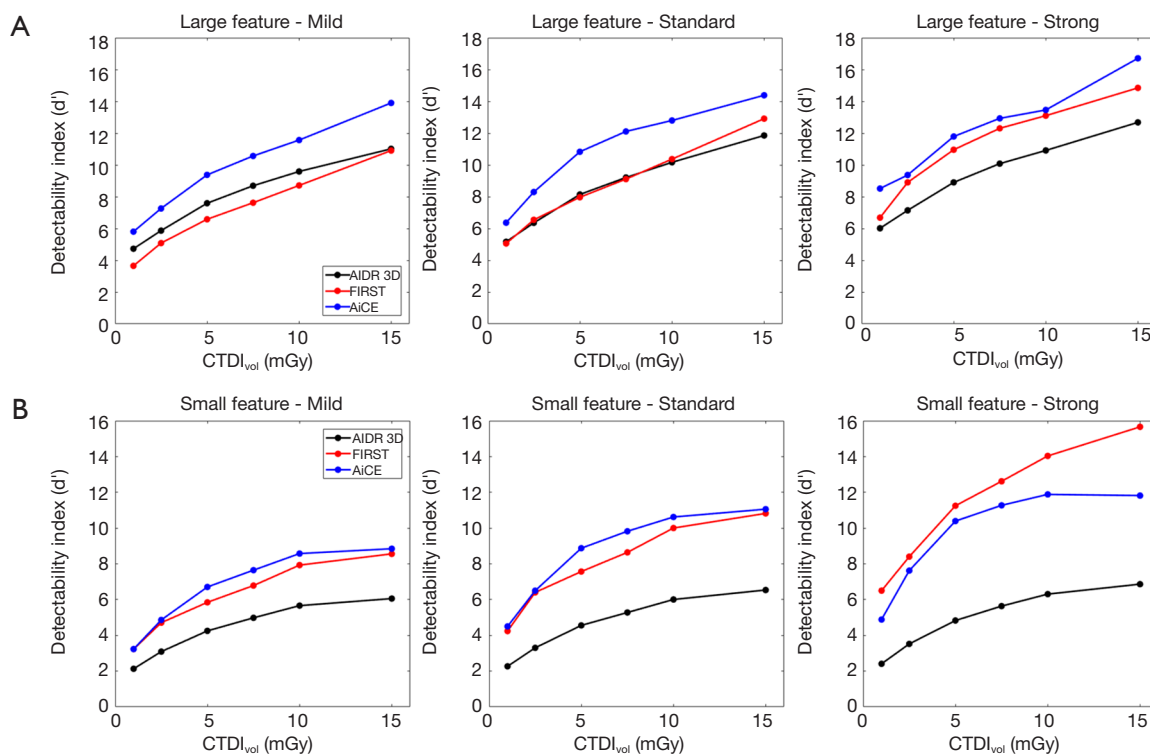 A
Large feature - Mild
Large feature - Standard
Large feature - Strong
Detectability index (d')
18
16
14
12
10
8
6
4
2
0
AIDR 3D
FIRST
AiCE
0 5 10 15
CTDIvol (mGy)
Detectability index (d')
18
16
14
12
10
8
6
4
2
0
0 5 10 15
CTDIvol (mGy)
Detectability index (d')
18
16
14
12
10
8
6
4
2
0
0 5 10 15
CTDIvol (mGy)
B
Small feature - Mild
Small feature - Standard
Small feature - Strong
Detectability index (d')
16
14
12
10
8
6
4
2
0
AIDR 3D
FIRST
AiCE
0 5 10 15
CTDIvol (mGy)
Detectability index (d')
16
14
12
10
8
6
4
2
0
0 5 10 15
CTDIvol (mGy)
Detectability index (d')
16
14
12
10
8
6
4
2
0
0 5 10 15
CTDIvol (mGy)